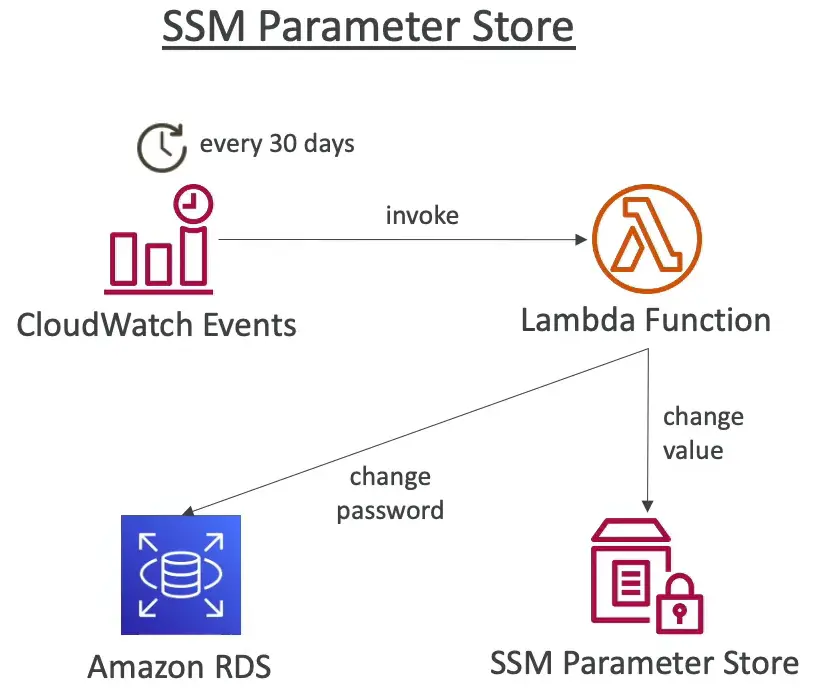 SSM Parameter Store
every 30 days
invoke
CloudWatch Events
Lambda Function
change
value
change
password
Amazon RDS
SSM Parameter Store